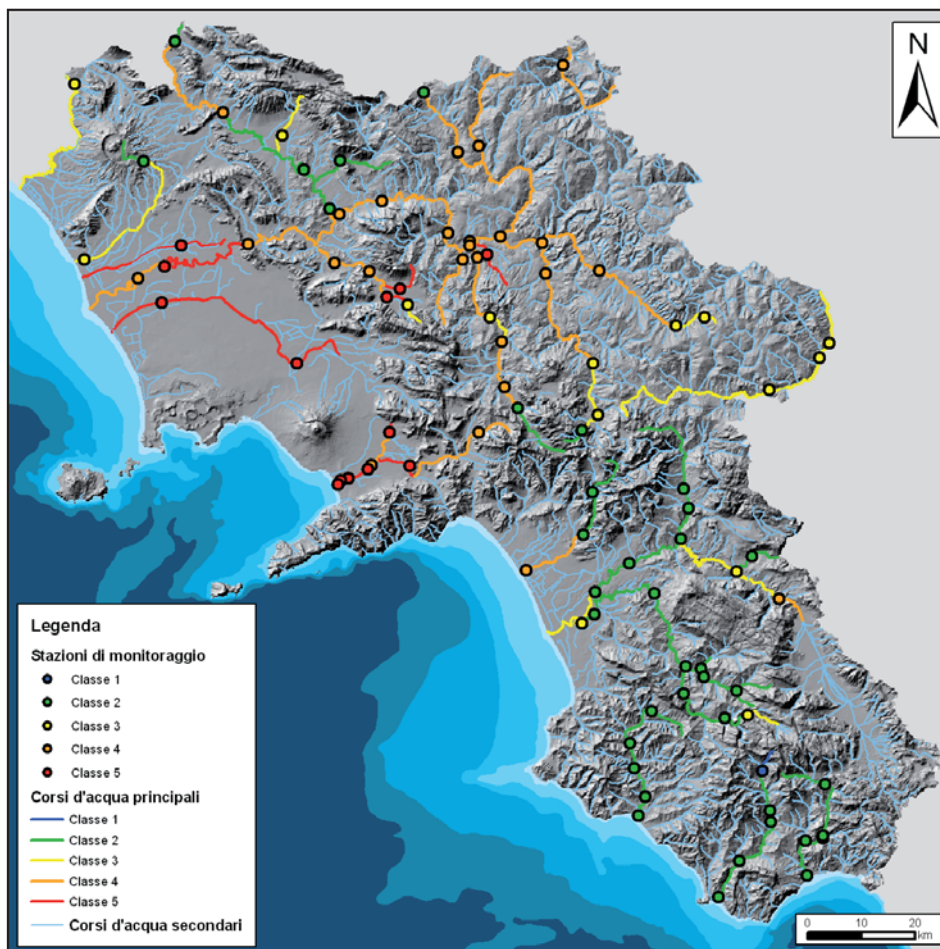 N
Legenda
Stazioni di monitoraggio
Classe 1
Classe 2
Classe 3
Classe 4
Classe 5
Corsi d'acqua principali
Classe 1
Classe 2
Classe 3
Classe 4
Classe 5
Corsi d'acqua secondari
0 10 20
km